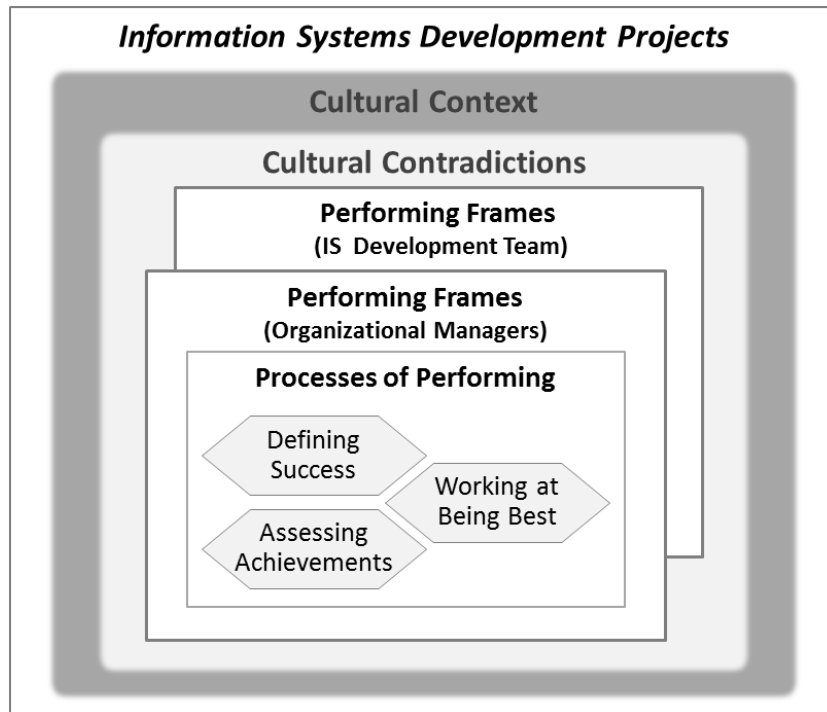 Information Systems Development Projects
Cultural Context
Cultural Contradictions
Performing Frames
(IS Development Team)
Performing Frames
(Organizational Managers)
Processes of Performing
Defining
Success
Working at
Being Best
Assessing
Achievements